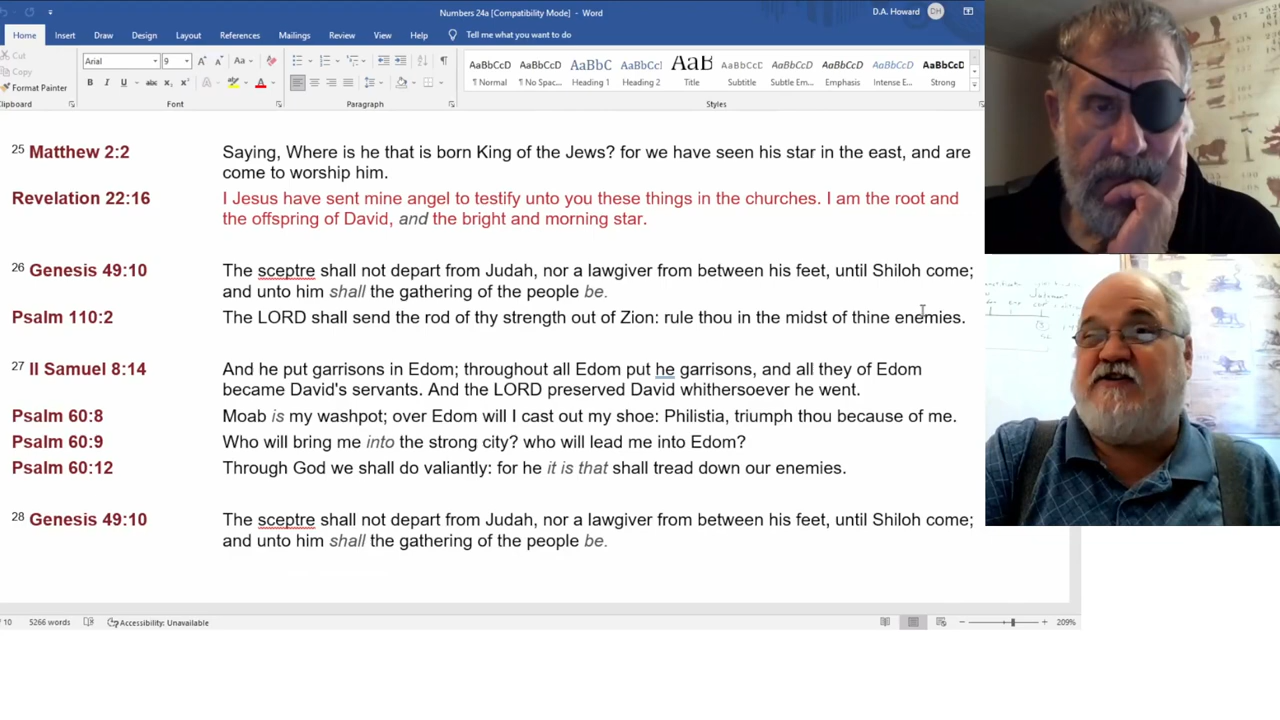 Numbers 24a [Compatibility Mode] - Word
D.A. Howard DH
Home Insert Draw Design Layout References Mailings Review View Help Tell me what you want to do
Cut
Copy
Format Painter
Clipboard
Arial 9
Font
Paragraph
AaBbCcD AaBbCcD AaBbC AaBbCc AaB AaBbCcD AaBbCcD AaBbCcD AaBbCcD AaBbCcD
¶ Normal ¶ No Spac... Heading 1 Heading 2 Title Subtitle Subtle Em... Emphasis Intense E... Strong
Styles
25 Matthew 2:2 Saying, Where is he that is born King of the Jews? for we have seen his star in the east, and are
come to worship him.
Revelation 22:16 I Jesus have sent mine angel to testify unto you these things in the churches. I am the root and
the offspring of David, and the bright and morning star.
26 Genesis 49:10 The sceptre shall not depart from Judah, nor a lawgiver from between his feet, until Shiloh come;
and unto him shall the gathering of the people be.
Psalm 110:2 The LORD shall send the rod of thy strength out of Zion: rule thou in the midst of thine enemies.
27 II Samuel 8:14 And he put garrisons in Edom; throughout all Edom put he garrisons, and all they of Edom
became David's servants. And the LORD preserved David whithersoever he went.
Psalm 60:8 Moab is my washpot; over Edom will I cast out my shoe: Philistia, triumph thou because of me.
Psalm 60:9 Who will bring me into the strong city? who will lead me into Edom?
Psalm 60:12 Through God we shall do valiantly: for he it is that shall tread down our enemies.
28 Genesis 49:10 The sceptre shall not depart from Judah, nor a lawgiver from between his feet, until Shiloh come;
and unto him shall the gathering of the people be.
10 5266 words Accessibility: Unavailable 209%